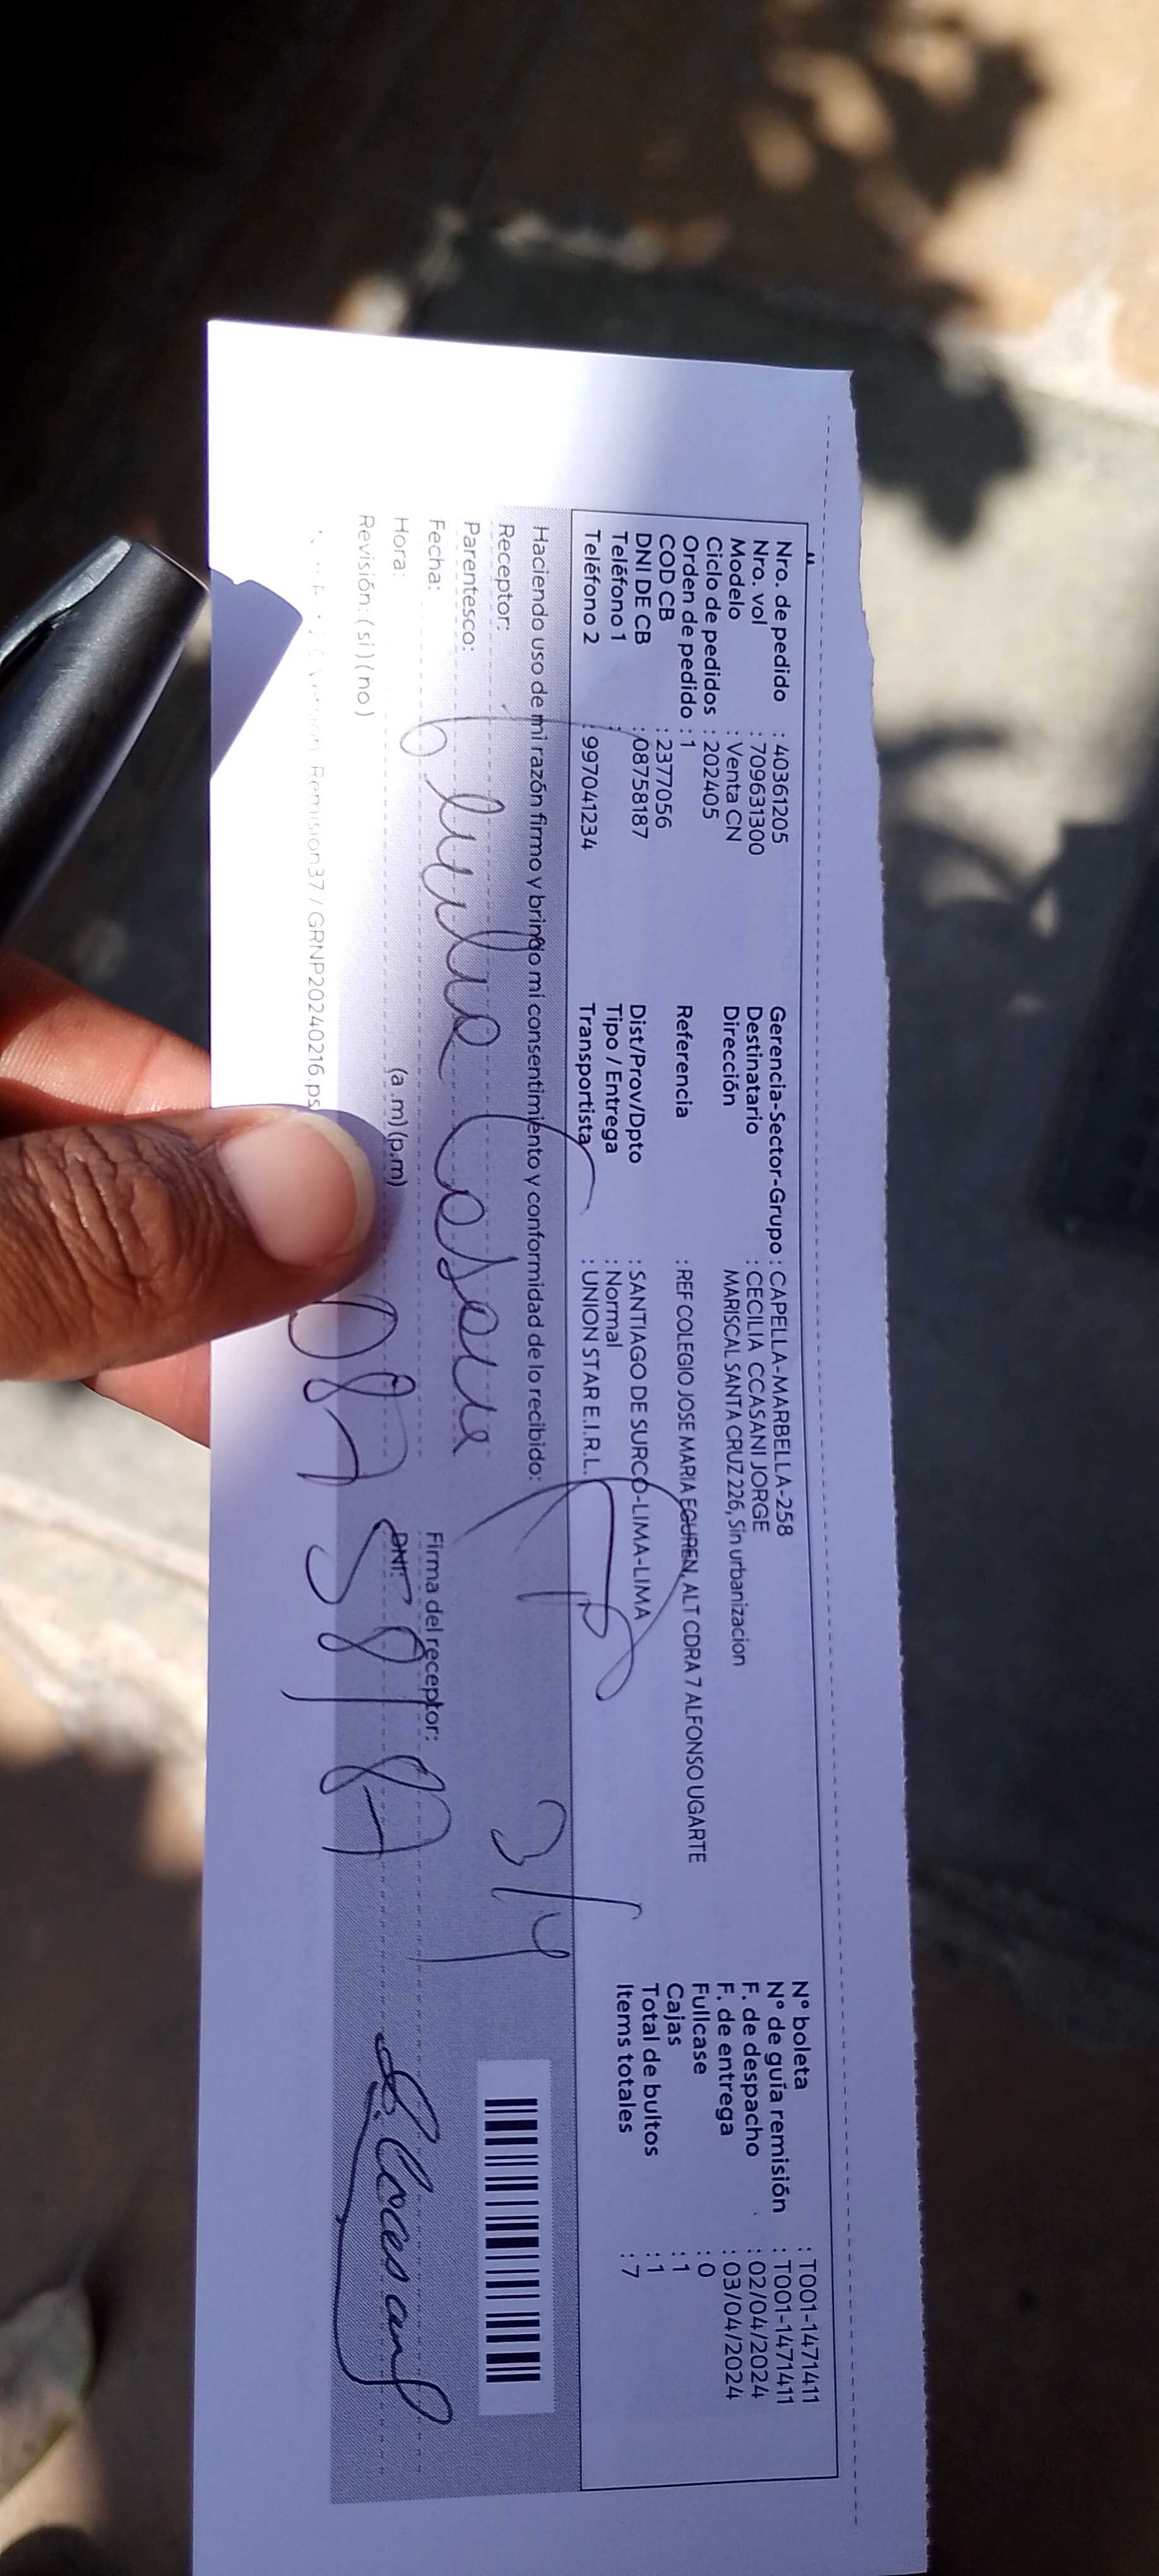 Nro. de pedido : 40361205
Nro. vol : 709631300
Modelo : Venta CN
Ciclo de pedidos : 202405
Orden de pedido : 1
COD CB : 2377056
DNI DE CB : 08758187
Teléfono 1 :
Teléfono 2 : 997041234
Gerencia-Sector-Grupo : CAPELLA-MARBELLA-258
Destinatario : CECILIA CCASANI JORGE
Dirección MARISCAL SANTA CRUZ 226, Sin urbanizacion
Referencia : REF COLEGIO JOSE MARIA EGUREN, ALT CDRA 7 ALFONSO UGARTE
Dist/Prov/Dpto : SANTIAGO DE SURCO-LIMA-LIMA
Tipo / Entrega : Normal
Transportista : UNION STAR E.I.R.L.
N° boleta : T001-1471411
N° de guía remisión : T001-1471411
F. de despacho : 02/04/2024
F. de entrega : 03/04/2024
Fullcase : 0
Cajas : 1
Total de bultos : 1
Items totales : 7
Haciendo uso de mi razón firmo y brindo mi consentimiento y conformidad de lo recibido:
Receptor:
Parentesco:
3/4
Fecha:
Firma del receptor:
Hora: (a.m) (p.m)
DNI:
08758187
Revisión: ( si ) ( no )
Remision37 / GRNP20240216.ps